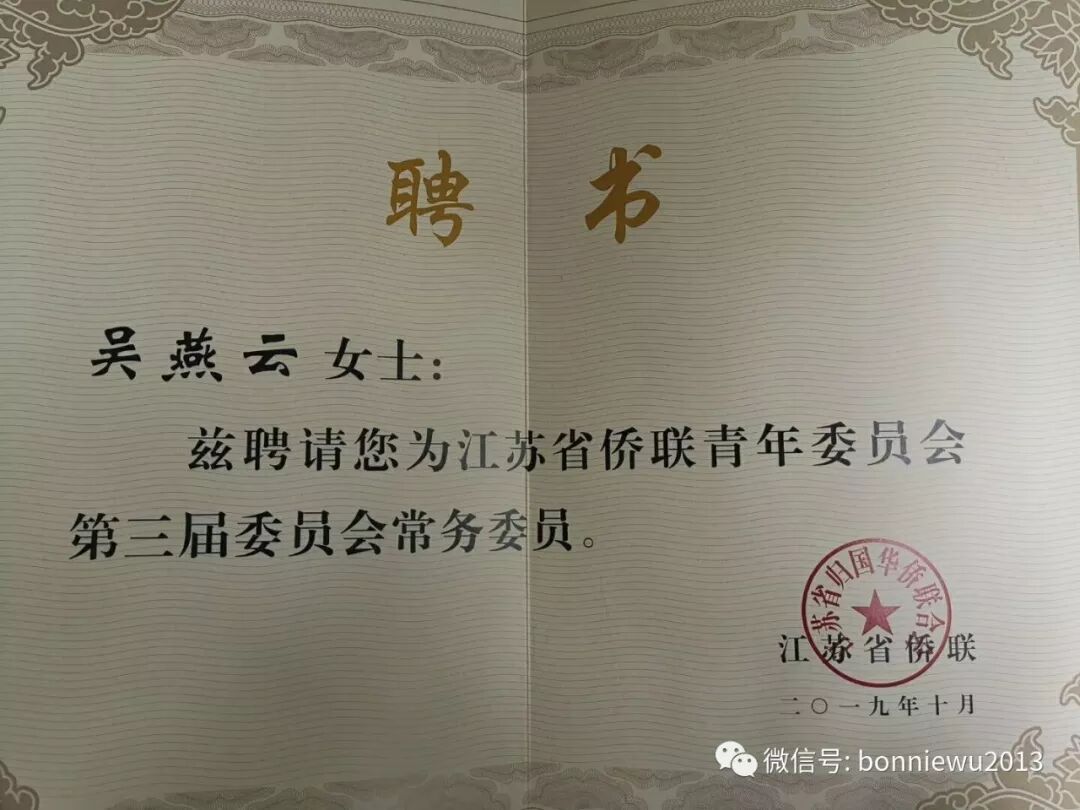 聘 书
吴燕云 女士:
兹聘请您为江苏省侨联青年委员会
第三届委员会常务委员。
苏省归国华侨联合
江苏省侨联
二〇一九年十月
微信号: bonniewu2013